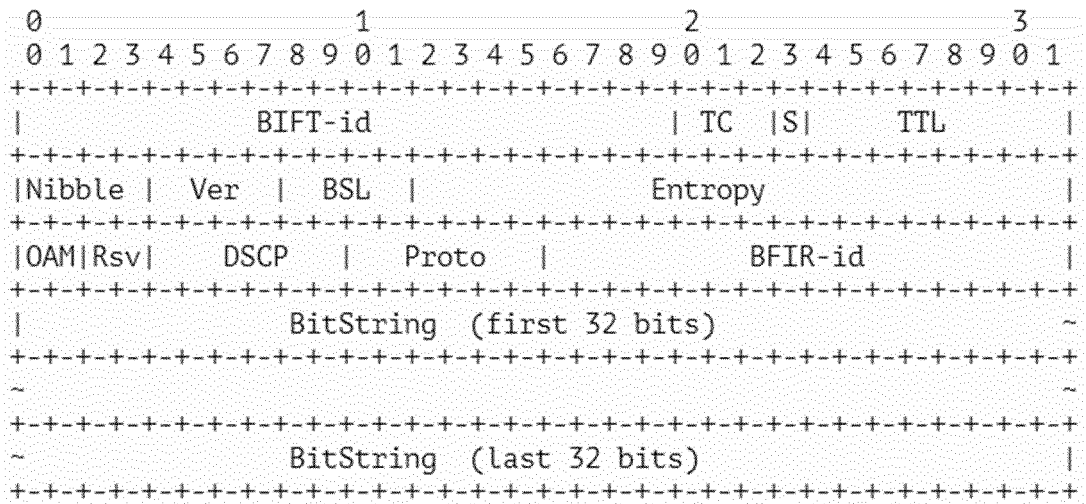 0                   1                   2                   3
 0 1 2 3 4 5 6 7 8 9 0 1 2 3 4 5 6 7 8 9 0 1 2 3 4 5 6 7 8 9 0 1
+-+-+-+-+-+-+-+-+-+-+-+-+-+-+-+-+-+-+-+-+-+-+-+-+-+-+-+-+-+-+-+-+
|              BIFT-id                  | TC  |S|     TTL       |
+-+-+-+-+-+-+-+-+-+-+-+-+-+-+-+-+-+-+-+-+-+-+-+-+-+-+-+-+-+-+-+-+
|Nibble |  Ver  |  BSL  |              Entropy                  |
+-+-+-+-+-+-+-+-+-+-+-+-+-+-+-+-+-+-+-+-+-+-+-+-+-+-+-+-+-+-+-+-+
|OAM|Rsv|    DSCP   |   Proto   |            BFIR-id            |
+-+-+-+-+-+-+-+-+-+-+-+-+-+-+-+-+-+-+-+-+-+-+-+-+-+-+-+-+-+-+-+-+
|                BitString  (first 32 bits)                     ~
+-+-+-+-+-+-+-+-+-+-+-+-+-+-+-+-+-+-+-+-+-+-+-+-+-+-+-+-+-+-+-+-+
~                                                               ~
+-+-+-+-+-+-+-+-+-+-+-+-+-+-+-+-+-+-+-+-+-+-+-+-+-+-+-+-+-+-+-+-+
~                BitString  (last 32 bits)                      |
+-+-+-+-+-+-+-+-+-+-+-+-+-+-+-+-+-+-+-+-+-+-+-+-+-+-+-+-+-+-+-+-+